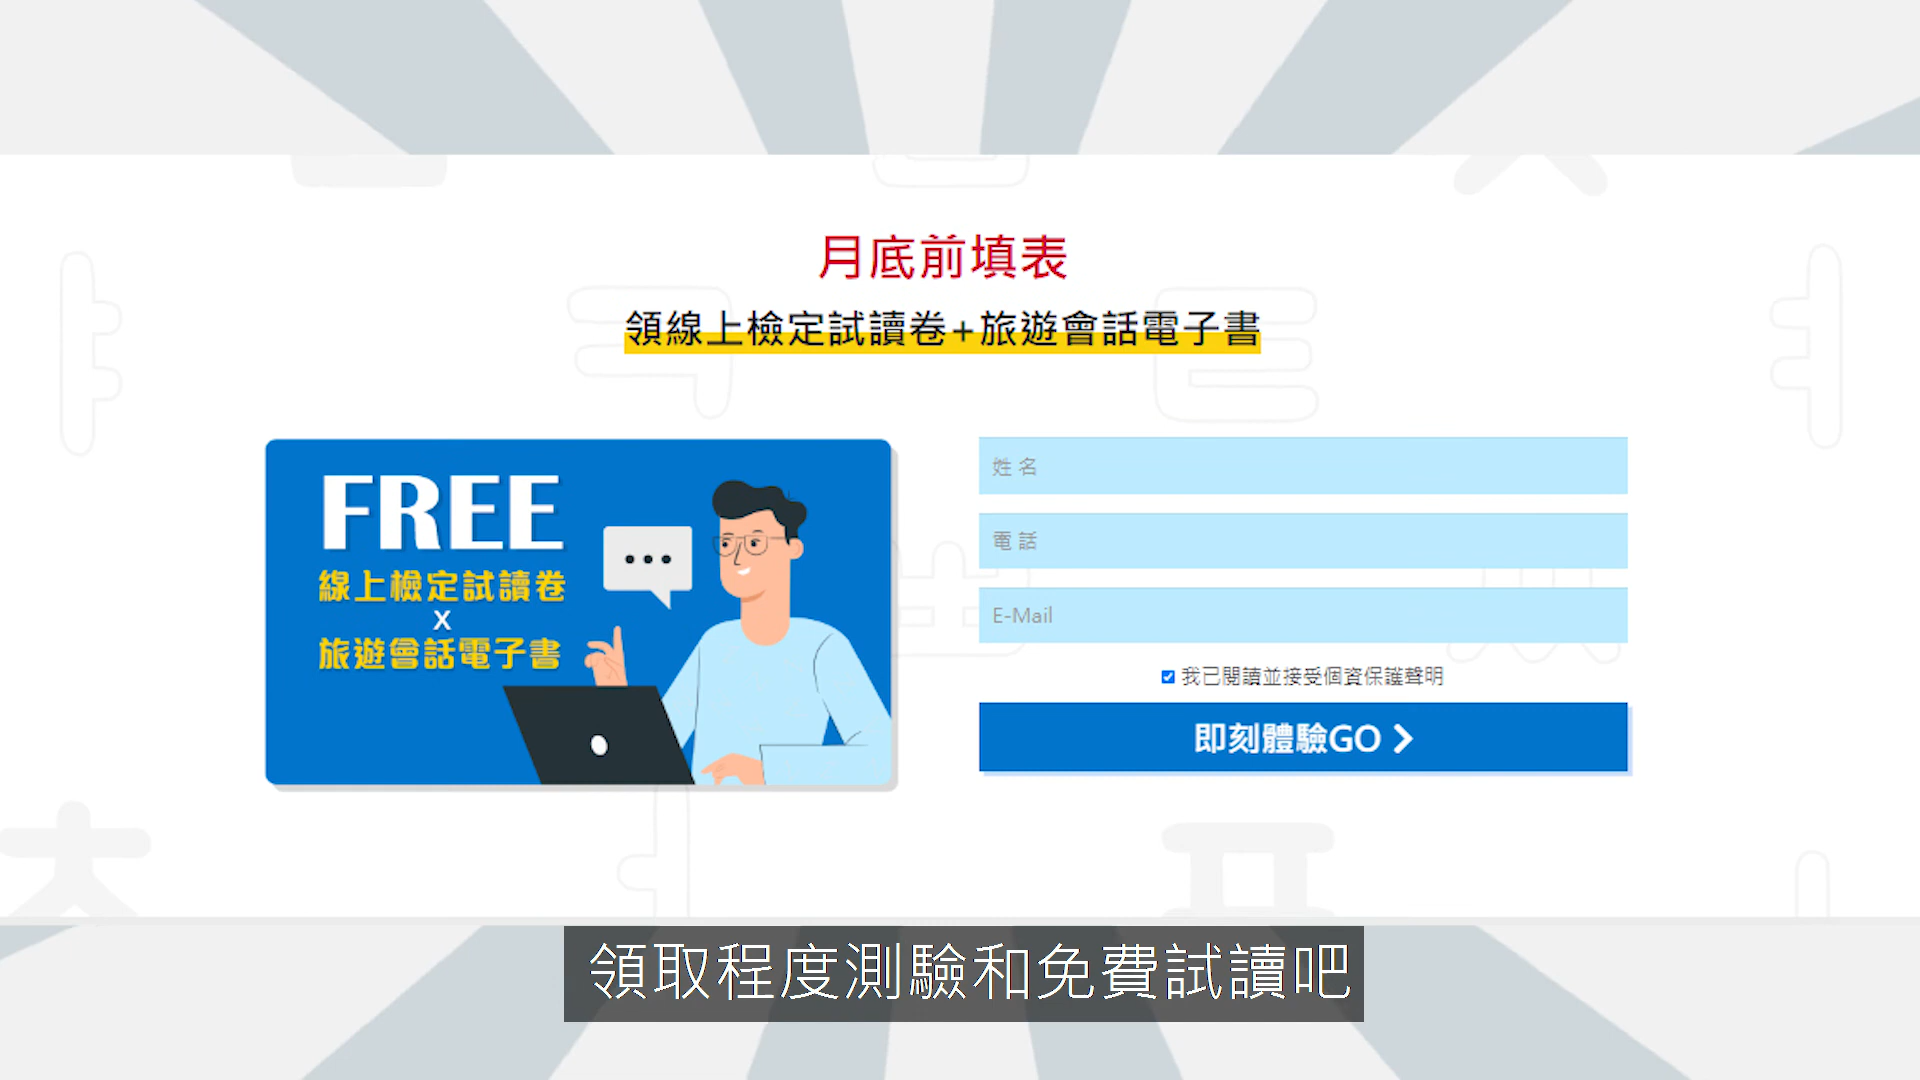 月底前填表
領線上檢定試讀卷+旅遊會話電子書
FREE
線上檢定試讀卷
X
旅遊會話電子書
姓名
電話
E-Mail
我已閱讀並接受個資保護聲明
即刻體驗GO
領取程度測驗和免費試讀吧